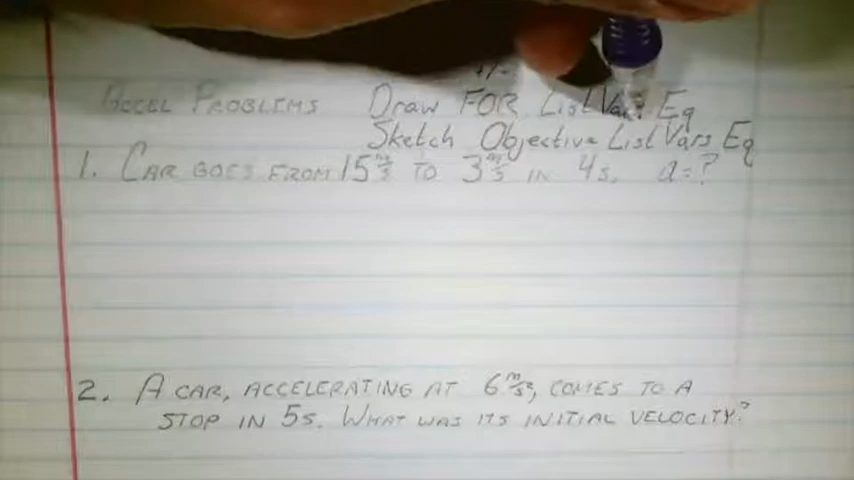 +/-
ACCEL PROBLEMS Draw FOR List Var. Eq
Sketch Objective List Vars Eq
1. CAR GOES FROM 15 m/s TO 3 m/s IN 4s. a=?
2. A CAR, ACCELERATING AT 6 m/s², COMES TO A
STOP IN 5s. WHAT WAS ITS INITIAL VELOCITY?